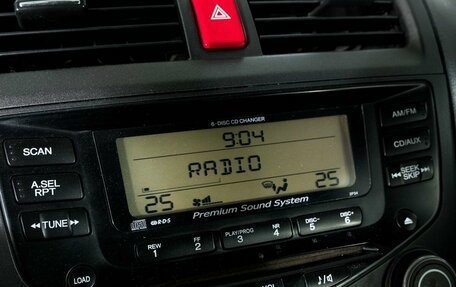 6-DISC CD CHANGER
AM/FM
9:04
SCAN
CD/AUX
RADIO
A.SEL
RPT
SEEK
SKIP
25
25
TUNE
R·D·S
Premium Sound System
REW
1
FF
2
PLAY/PROG
3
NR
4
DISC-
5
DISC+
6
LOAD